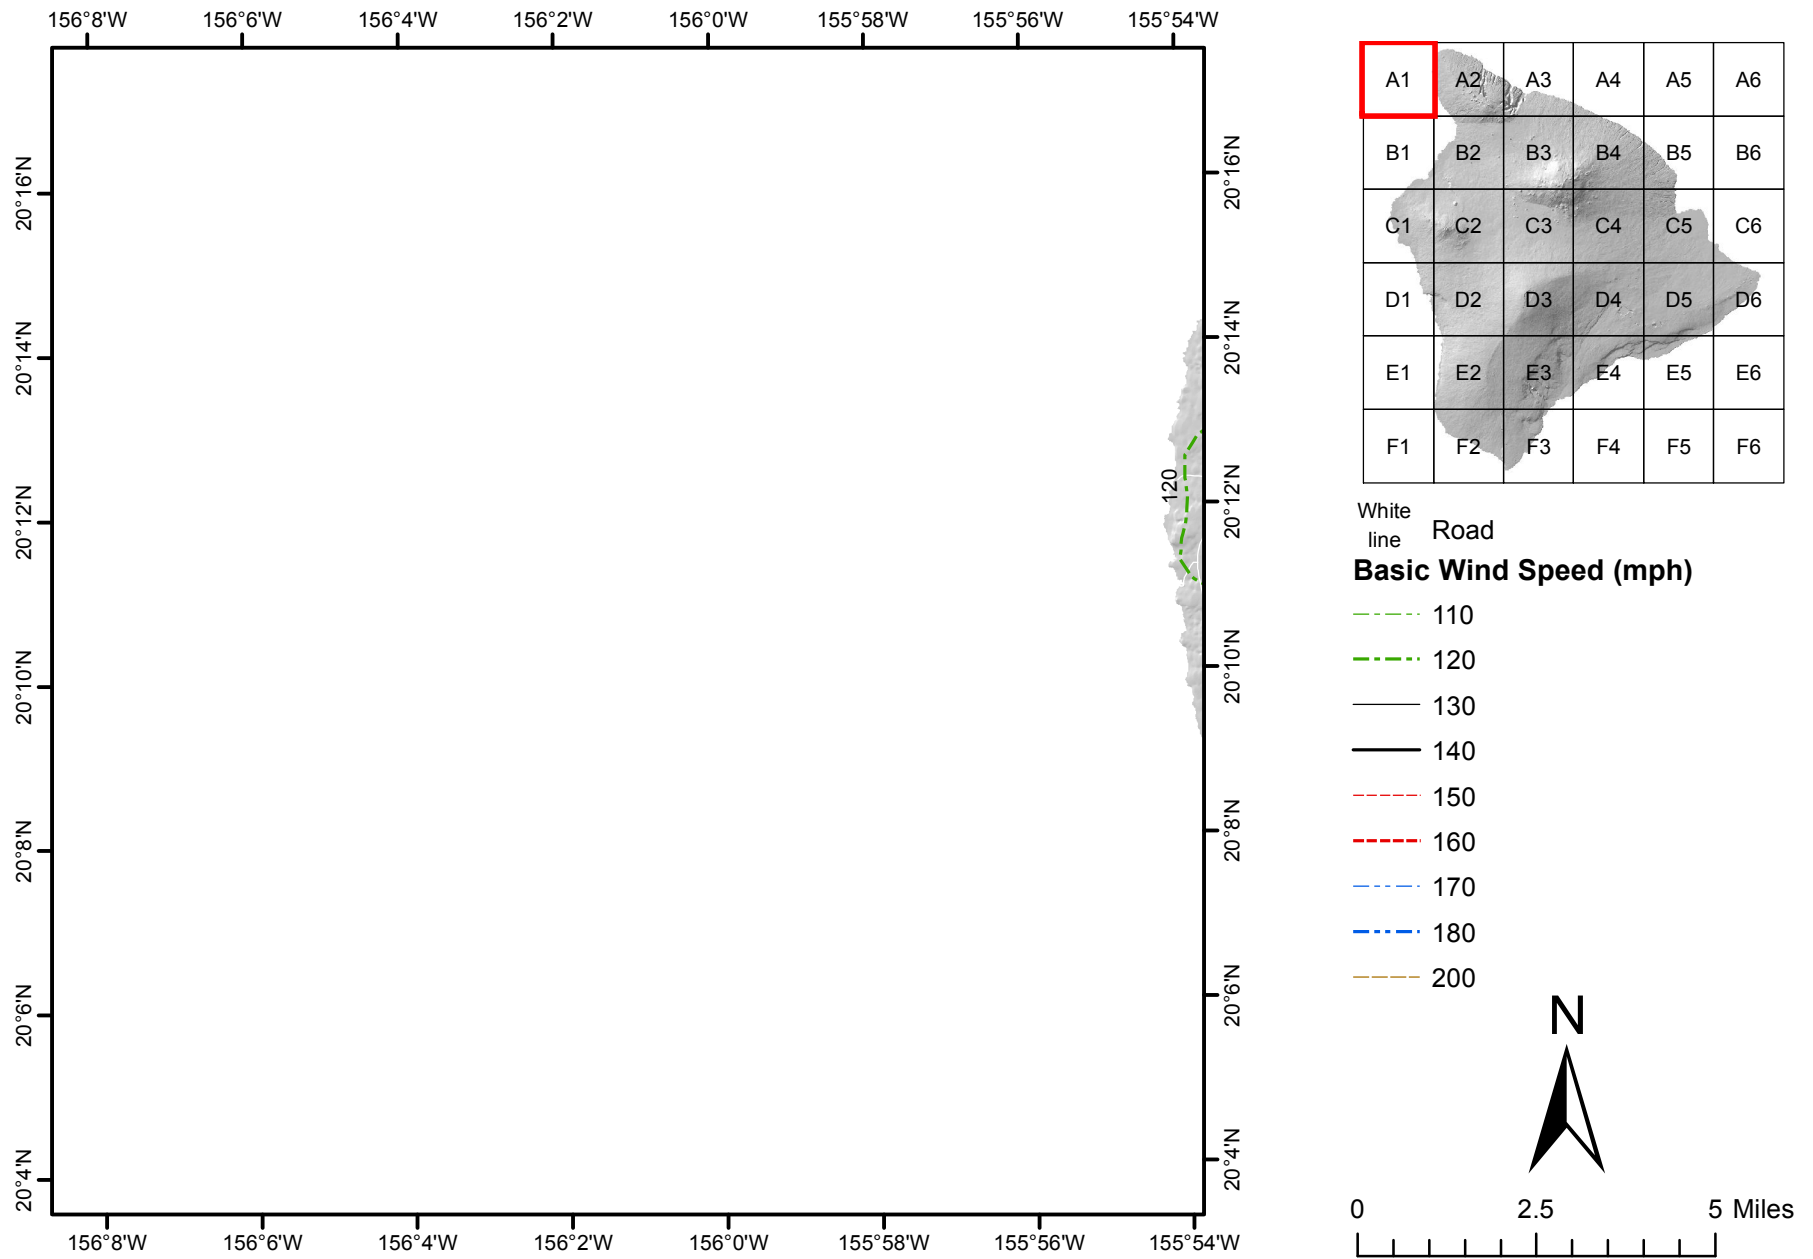 156°8'W 156°6'W 156°4'W 156°2'W 156°0'W 155°58'W 155°56'W 155°54'W
20°16'N
20°14'N
20°12'N
20°10'N
20°8'N
20°6'N
20°4'N
120
20°16'N
20°14'N
20°12'N
20°10'N
20°8'N
20°6'N
20°4'N
156°8'W 156°6'W 156°4'W 156°2'W 156°0'W 155°58'W 155°56'W 155°54'W
A1 A2 A3 A4 A5 A6
B1 B2 B3 B4 B5 B6
C1 C2 C3 C4 C5 C6
D1 D2 D3 D4 D5 D6
E1 E2 E3 E4 E5 E6
F1 F2 F3 F4 F5 F6
White
line Road
Basic Wind Speed (mph)
110
120
130
140
150
160
170
180
200
N
0 2.5 5 Miles